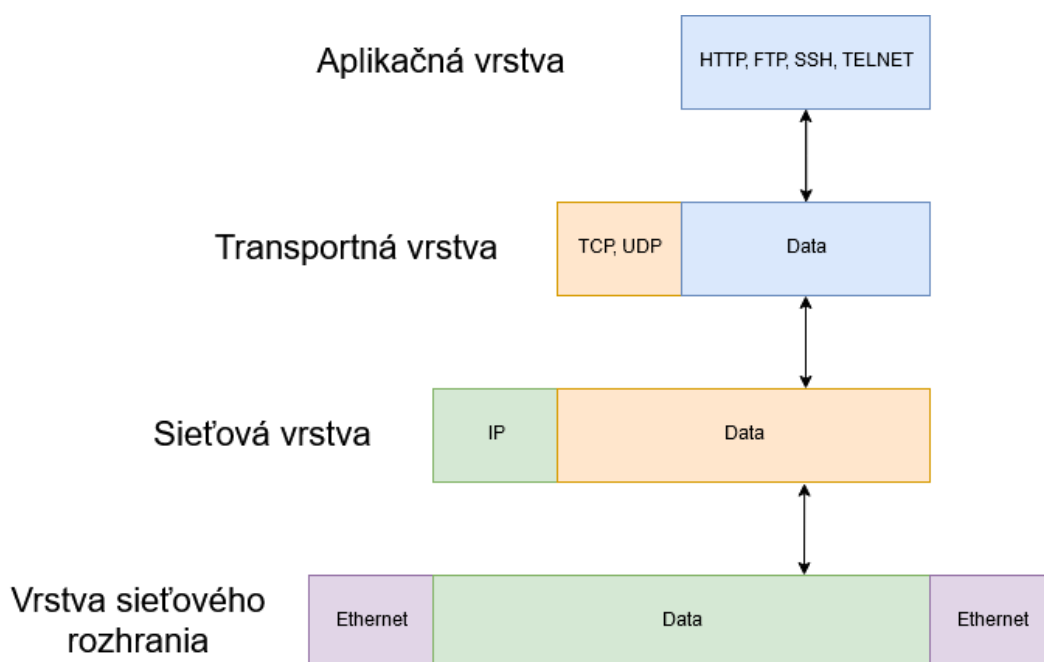 Aplikačná vrstva
HTTP, FTP, SSH, TELNET
Transportná vrstva
TCP, UDP
Data
Sieťová vrstva
IP
Data
Vrstva sieťového
rozhrania
Ethernet
Data
Ethernet